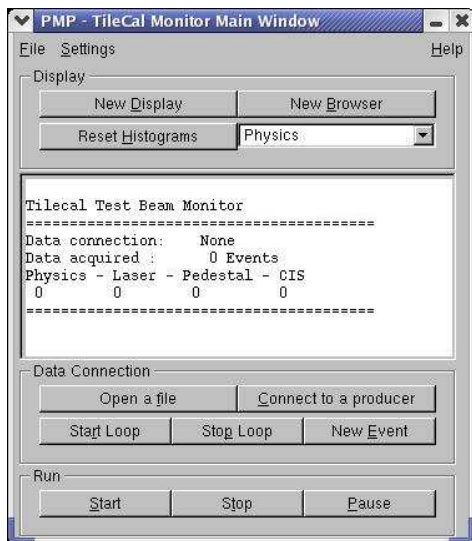 PMP - TileCal Monitor Main Window
File Settings Help
Display
New Display New Browser
Reset Histograms Physics
Tilecal Test Beam Monitor
==========================================
Data connection: None
Data acquired : 0 Events
Physics - Laser - Pedestal - CIS
0 0 0 0
==========================================
Data Connection
Open a file Connect to a producer
Start Loop Stop Loop New Event
Run
Start Stop Pause